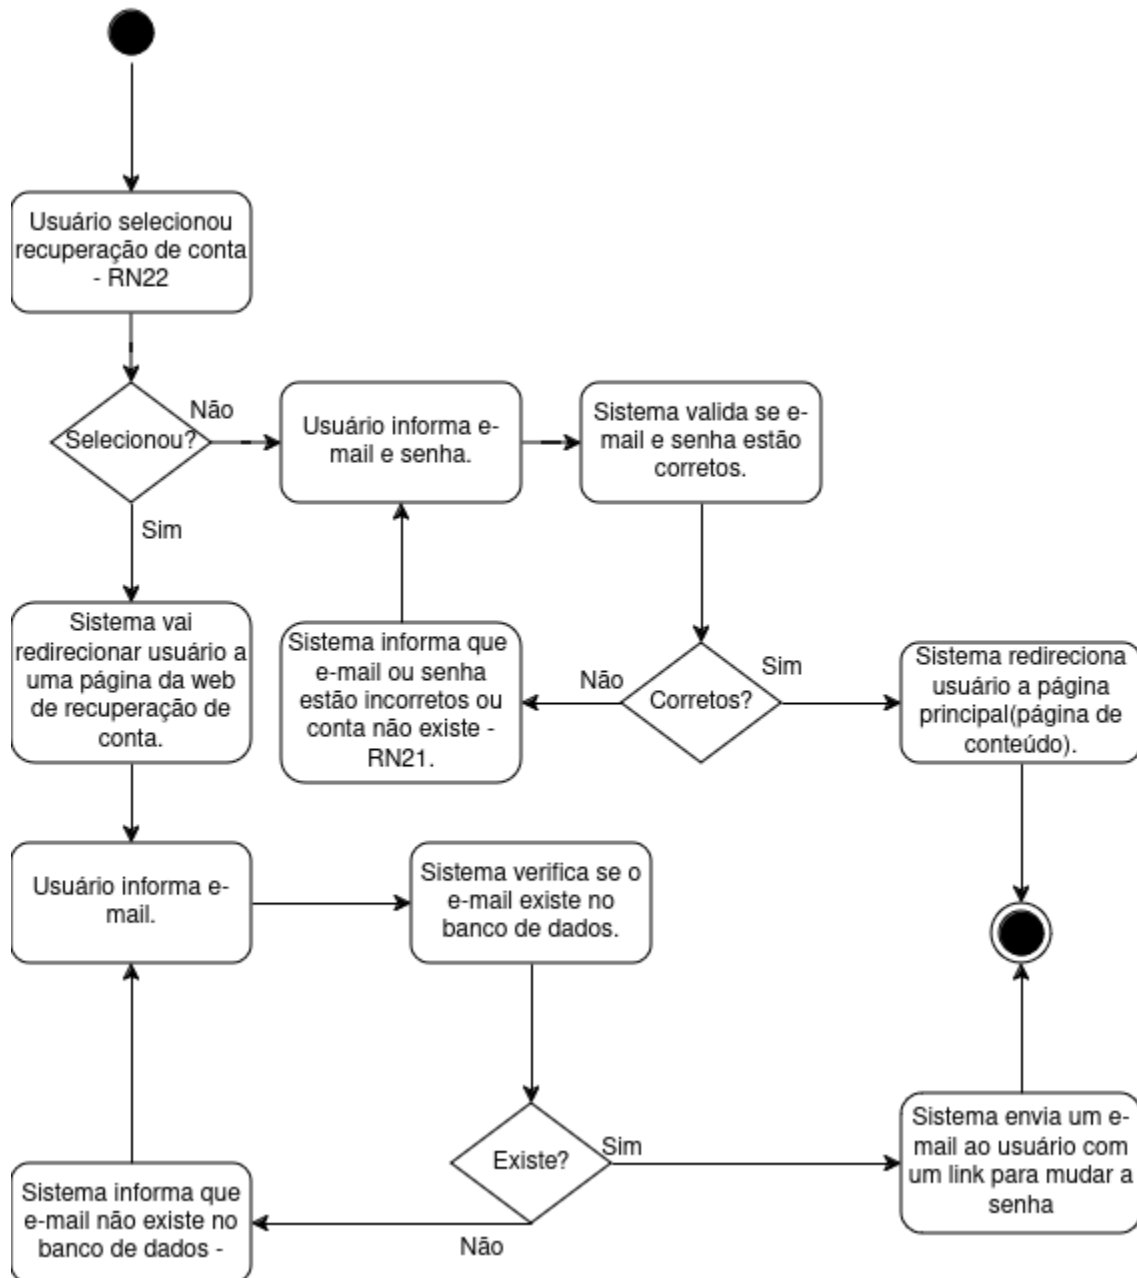 Usuário selecionou
recuperação de conta
- RN22
Selecionou?
Não
Sim
Usuário informa e-
mail e senha.
Sistema valida se e-
mail e senha estão
corretos.
Sistema vai
redirecionar usuário a
uma página da web
de recuperação de
conta.
Sistema informa que
e-mail ou senha
estão incorretos ou
conta não existe -
RN21.
Não
Corretos?
Sim
Sistema redireciona
usuário a página
principal(página de
conteúdo).
Usuário informa e-
mail.
Sistema verifica se o
e-mail existe no
banco de dados.
Existe?
Sim
Não
Sistema envia um e-
mail ao usuário com
um link para mudar a
senha
Sistema informa que
e-mail não existe no
banco de dados -